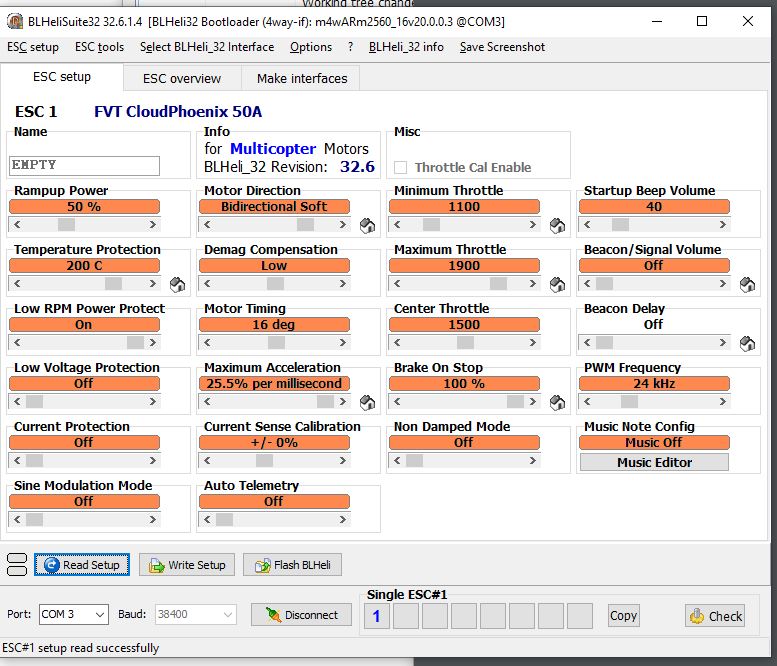 Working tree change
BLHeliSuite32 32.6.1.4 [BLHeli32 Bootloader (4way-if): m4wARm2560_16v20.0.0.3 @COM3]
ESC setup ESC tools Select BLHeli_32 Interface Options ? BLHeli_32 info Save Screenshot
ESC setup ESC overview Make interfaces
ESC 1 FVT CloudPhoenix 50A
Name Info Misc
for Multicopter Motors
EMPTY BLHeli_32 Revision: 32.6 Throttle Cal Enable
Rampup Power Motor Direction Minimum Throttle Startup Beep Volume
50 % Bidirectional Soft 1100 40
Temperature Protection Demag Compensation Maximum Throttle Beacon/Signal Volume
200 C Low 1900 Off
Low RPM Power Protect Motor Timing Center Throttle Beacon Delay
On 16 deg 1500 Off
Low Voltage Protection Maximum Acceleration Brake On Stop PWM Frequency
Off 25.5% per millisecond 100 % 24 kHz
Current Protection Current Sense Calibration Non Damped Mode Music Note Config
Off +/- 0% Off Music Off
Music Editor
Sine Modulation Mode Auto Telemetry
Off Off
Read Setup Write Setup Flash BLHeli
Single ESC#1
Port: COM 3 Baud: 38400 Disconnect 1 Copy Check
ESC#1 setup read successfully